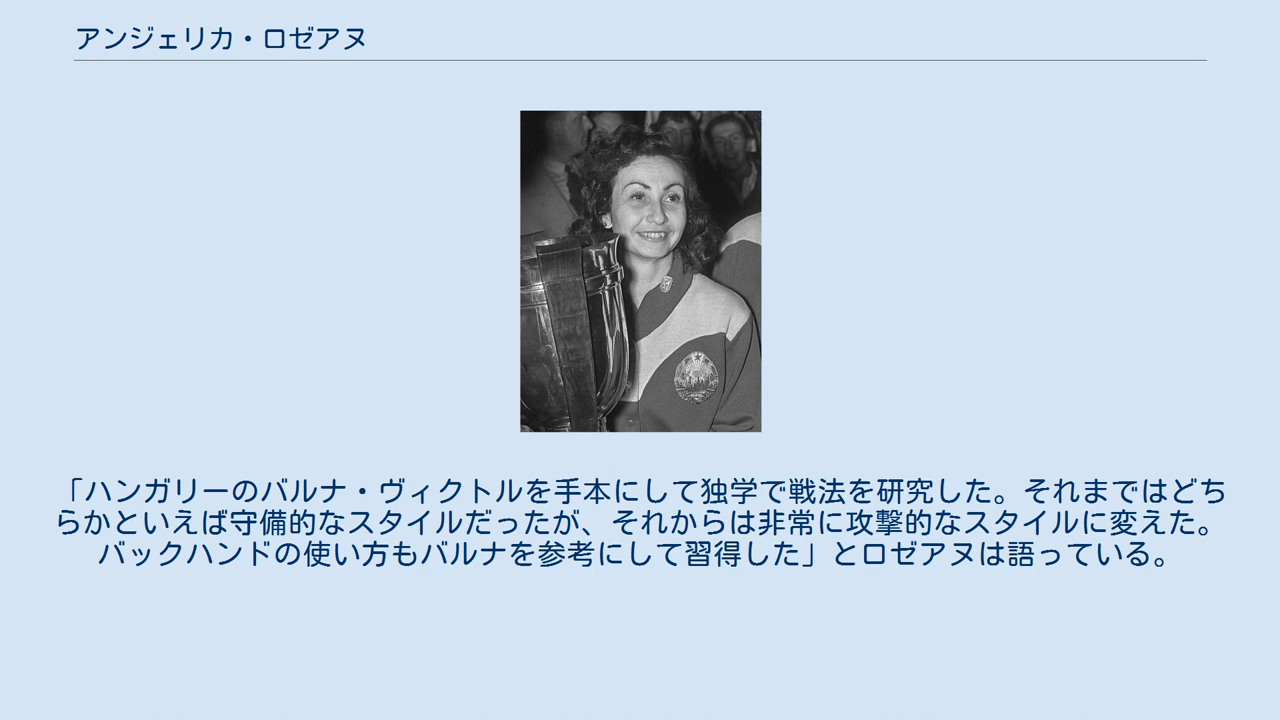 アンジェリカ・ロゼアヌ
「ハンガリーのバルナ・ヴィクトルを手本にして独学で戦法を研究した。それまではどち
らかといえば守備的なスタイルだったが、それからは非常に攻撃的なスタイルに変えた。
バックハンドの使い方もバルナを参考にして習得した」とロゼアヌは語っている。